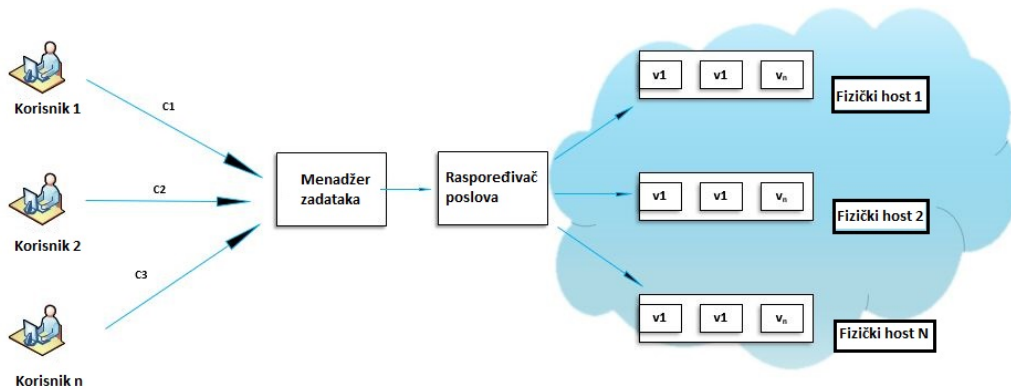 Korisnik 1
C1
Korisnik 2
C2
Korisnik n
C3
Menadžer
zadataka
Raspoređivač
poslova
v1 v1 vₙ
Fizički host 1
v1 v1 vₙ
Fizički host 2
v1 v1 vₙ
Fizički host N